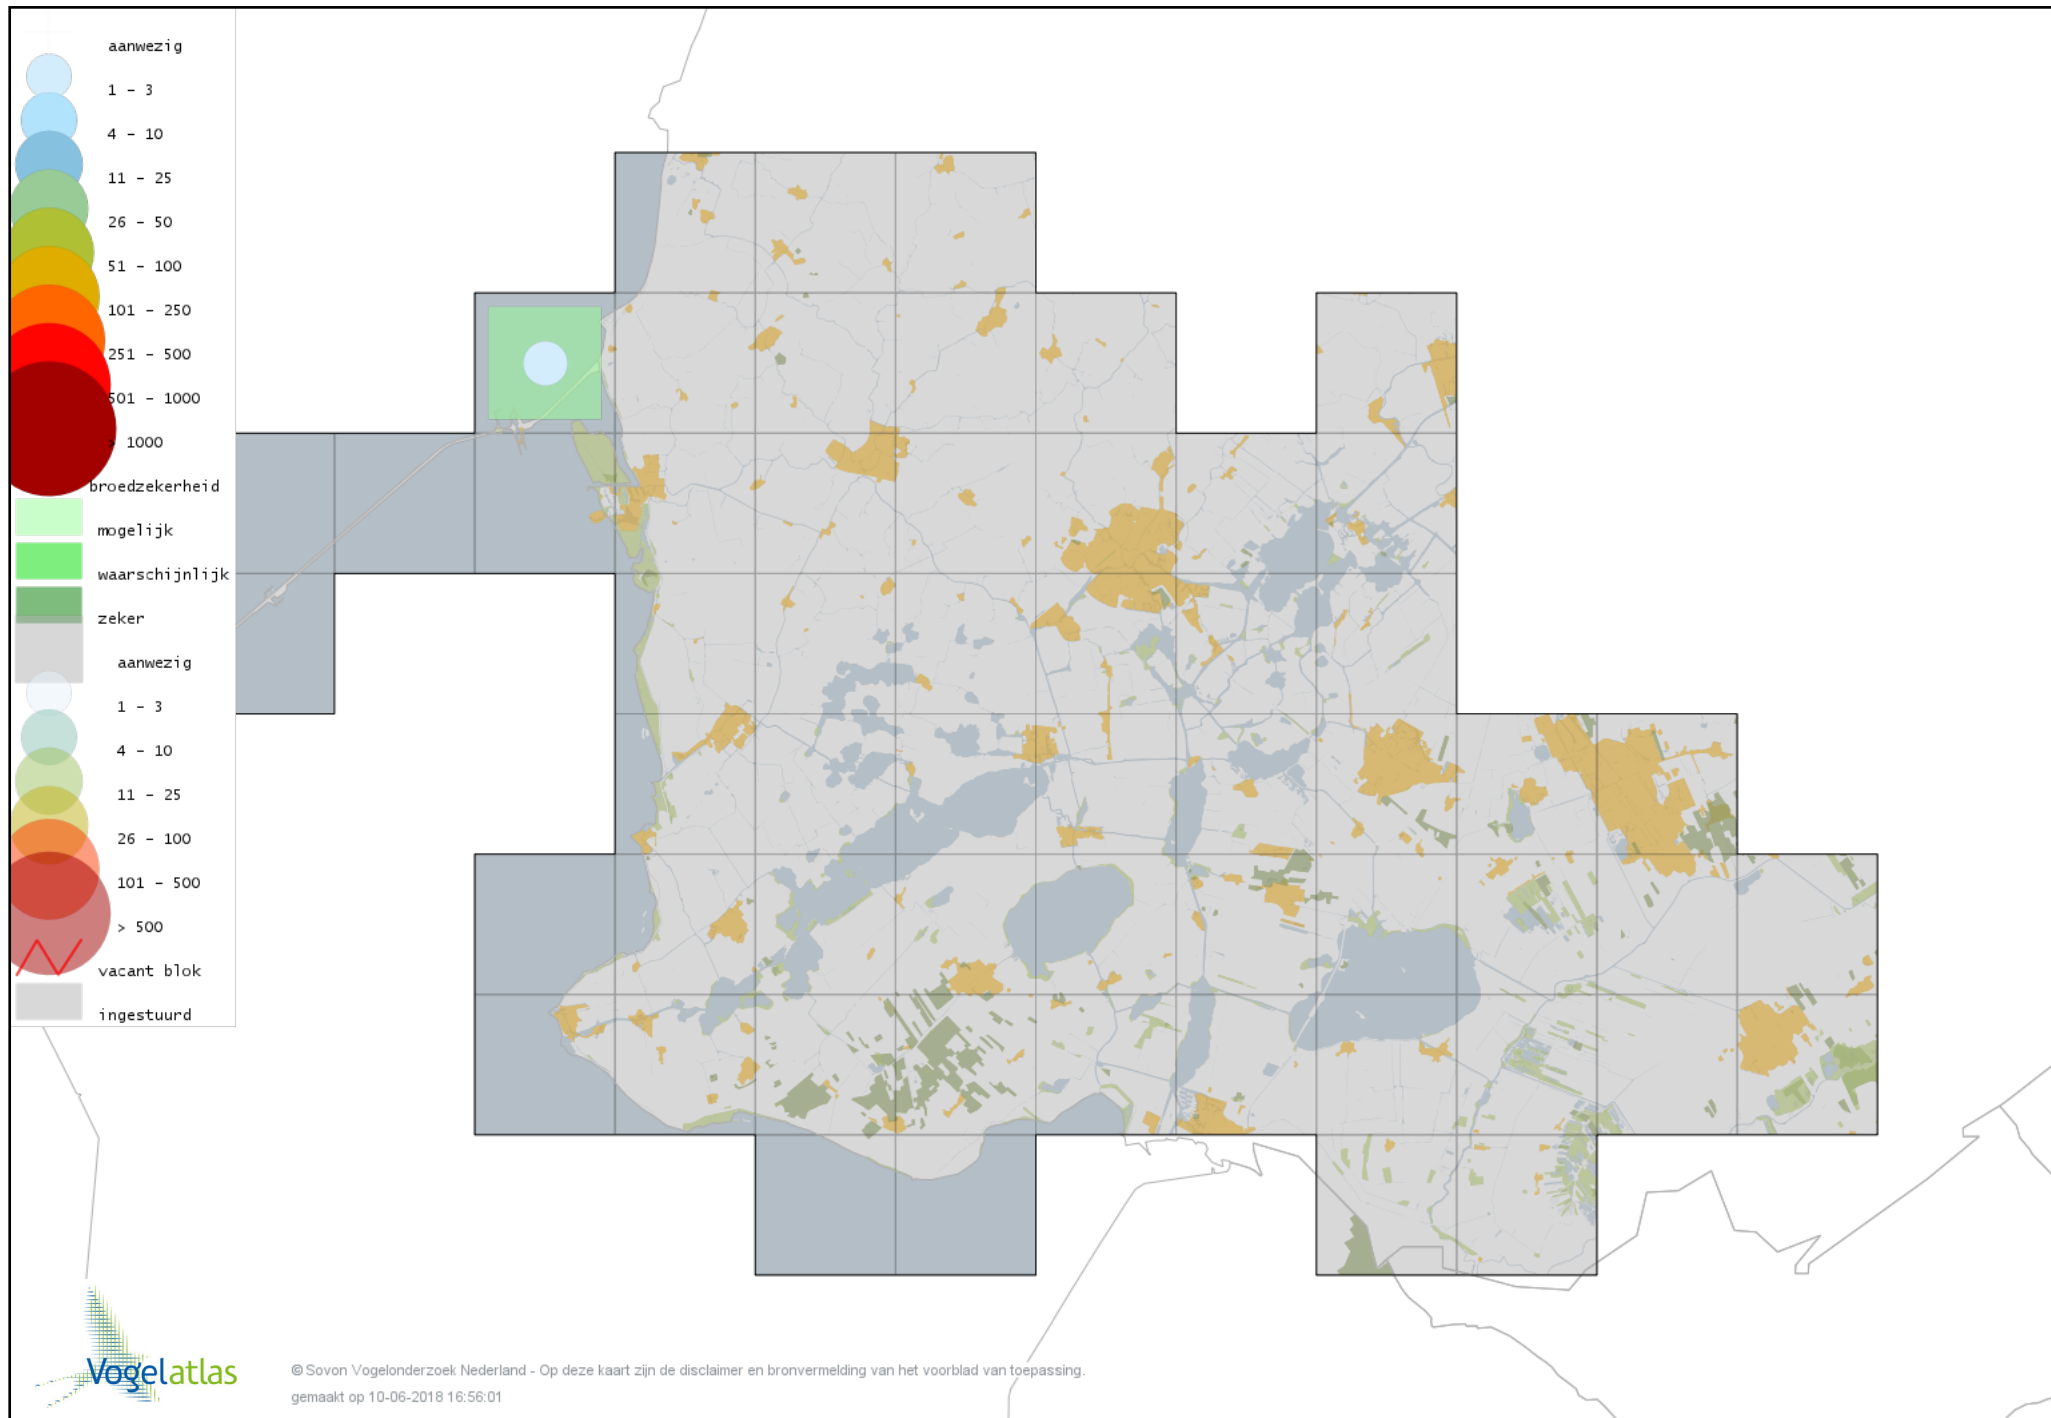 aanwezig
1 - 3
4 - 10
11 - 25
26 - 50
51 - 100
101 - 250
251 - 500
501 - 1000
> 1000
broedzekerheid
mogelijk
waarschijnlijk
zeker
aanwezig
1 - 3
4 - 10
11 - 25
26 - 100
101 - 500
> 500
vacant blok
ingestuurd
Vogelatlas
© Sovon Vogelonderzoek Nederland - Op deze kaart zijn de disclaimer en bronvermelding van het voorblad van toepassing.
gemaakt op 10-06-2018 16:56:01